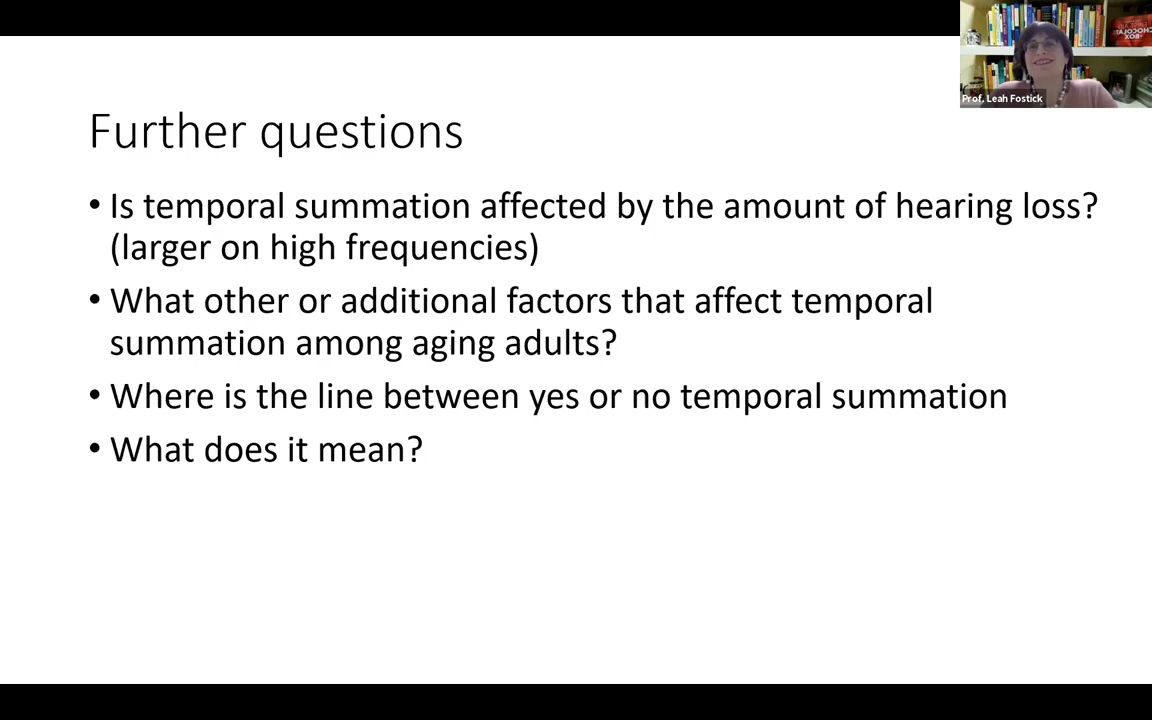 Prof. Leah Fostick
Further questions
• Is temporal summation affected by the amount of hearing loss?
(larger on high frequencies)
• What other or additional factors that affect temporal
summation among aging adults?
• Where is the line between yes or no temporal summation
• What does it mean?